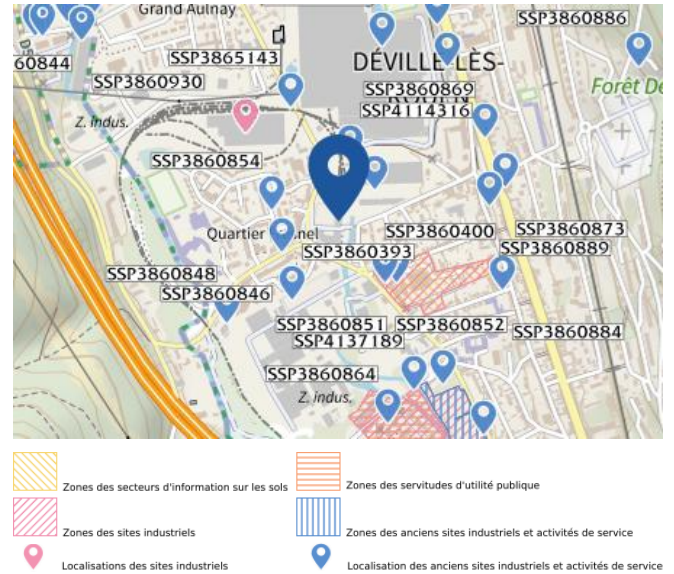 Grand Aulnay
SSP3860886
60844
SSP3865143
DÉVILLE-LÈS-
SSP3860930
SSP3860869
Forêt De
SSP4114316
Z. indus.
SSP3860854
Quartier
SSP3860400
SSP3860873
SSP3860393
SSP3860889
SSP3860848
SSP3860846
SSP3860851
SSP3860852
SSP3860884
SSP4137189
SSP3860864
Z. indus.
Zones des secteurs d'information sur les sols
Zones des servitudes d'utilité publique
Zones des sites industriels
Zones des anciens sites industriels et activités de service
Localisations des sites industriels
Localisation des anciens sites industriels et activités de service